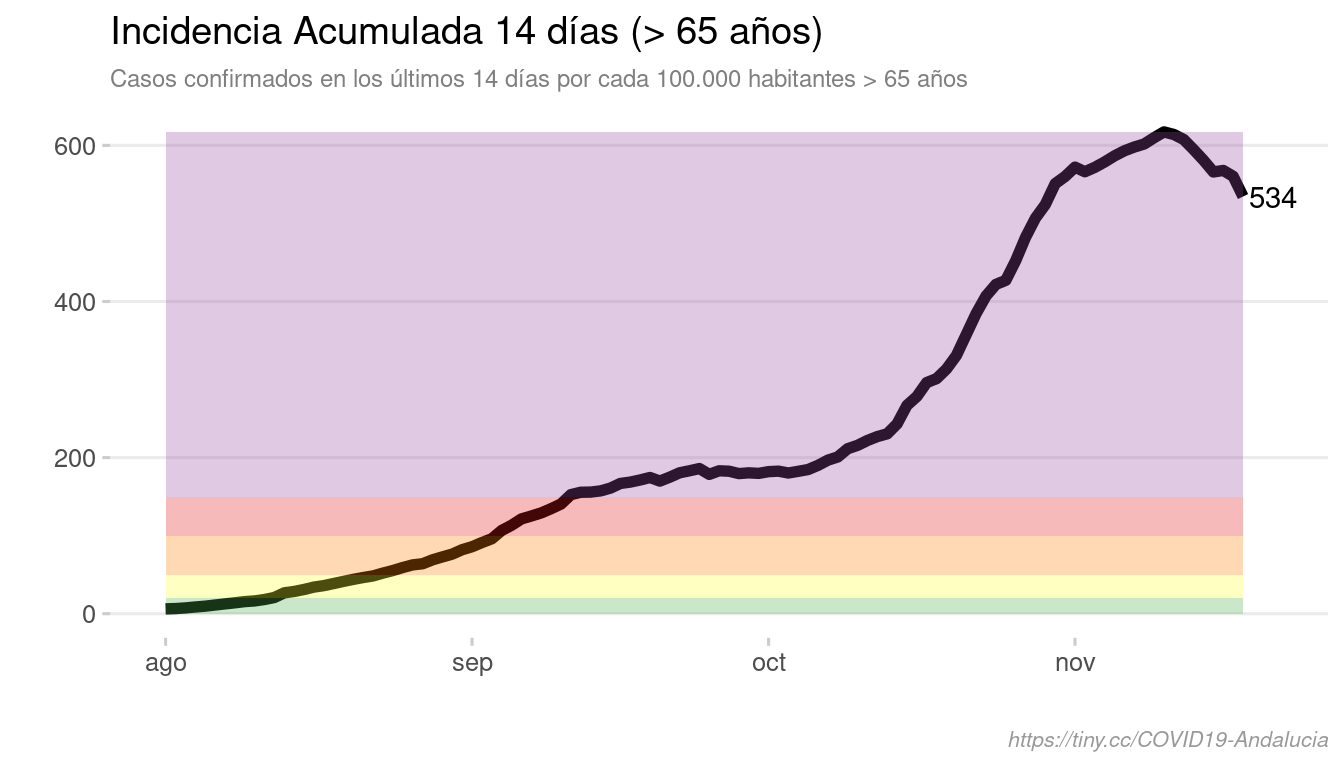 Incidencia Acumulada 14 días (> 65 años)
Casos confirmados en los últimos 14 días por cada 100.000 habitantes > 65 años
600
534
400
200
0
ago sep oct nov
https://tiny.cc/COVID19-Andalucia